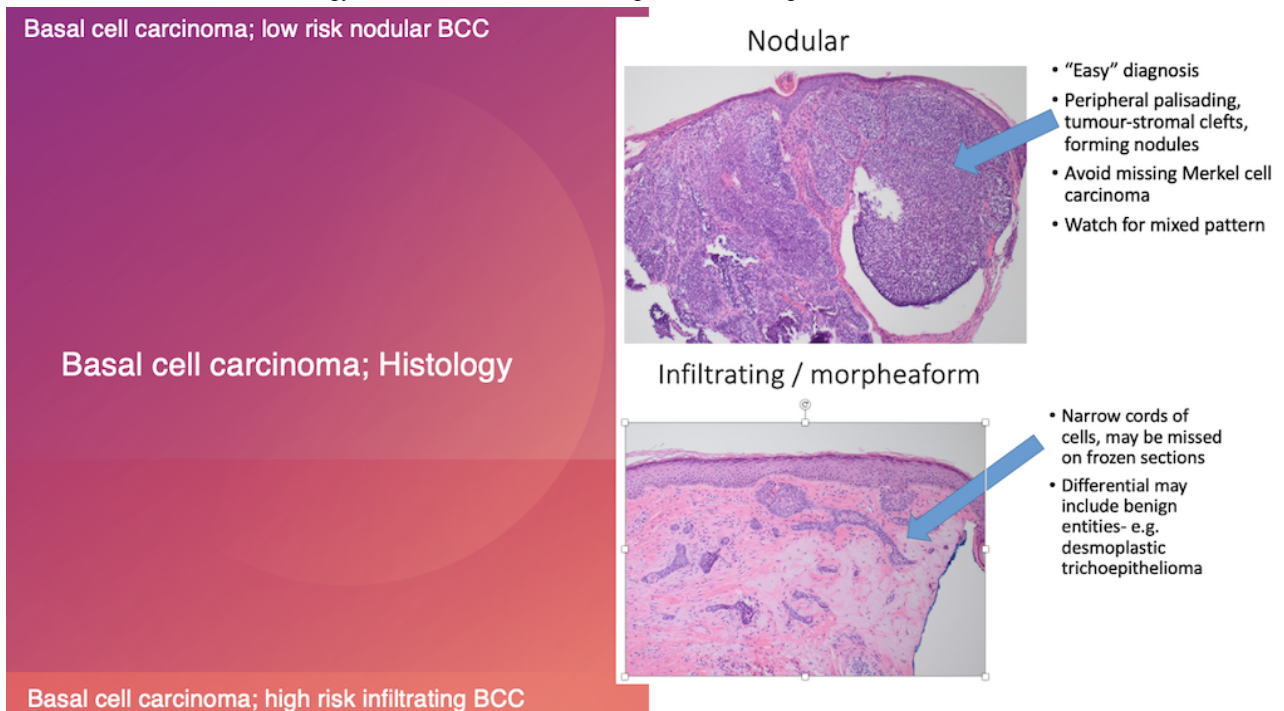 Basal cell carcinoma; low risk nodular BCC
Basal cell carcinoma; Histology
Basal cell carcinoma; high risk infiltrating BCC
Nodular
• “Easy” diagnosis
• Peripheral palisading,
tumour-stromal clefts,
forming nodules
• Avoid missing Merkel cell
carcinoma
• Watch for mixed pattern
Infiltrating / morpheaform
• Narrow cords of
cells, may be missed
on frozen sections
• Differential may
include benign
entities- e.g.
desmoplastic
trichoepithelioma